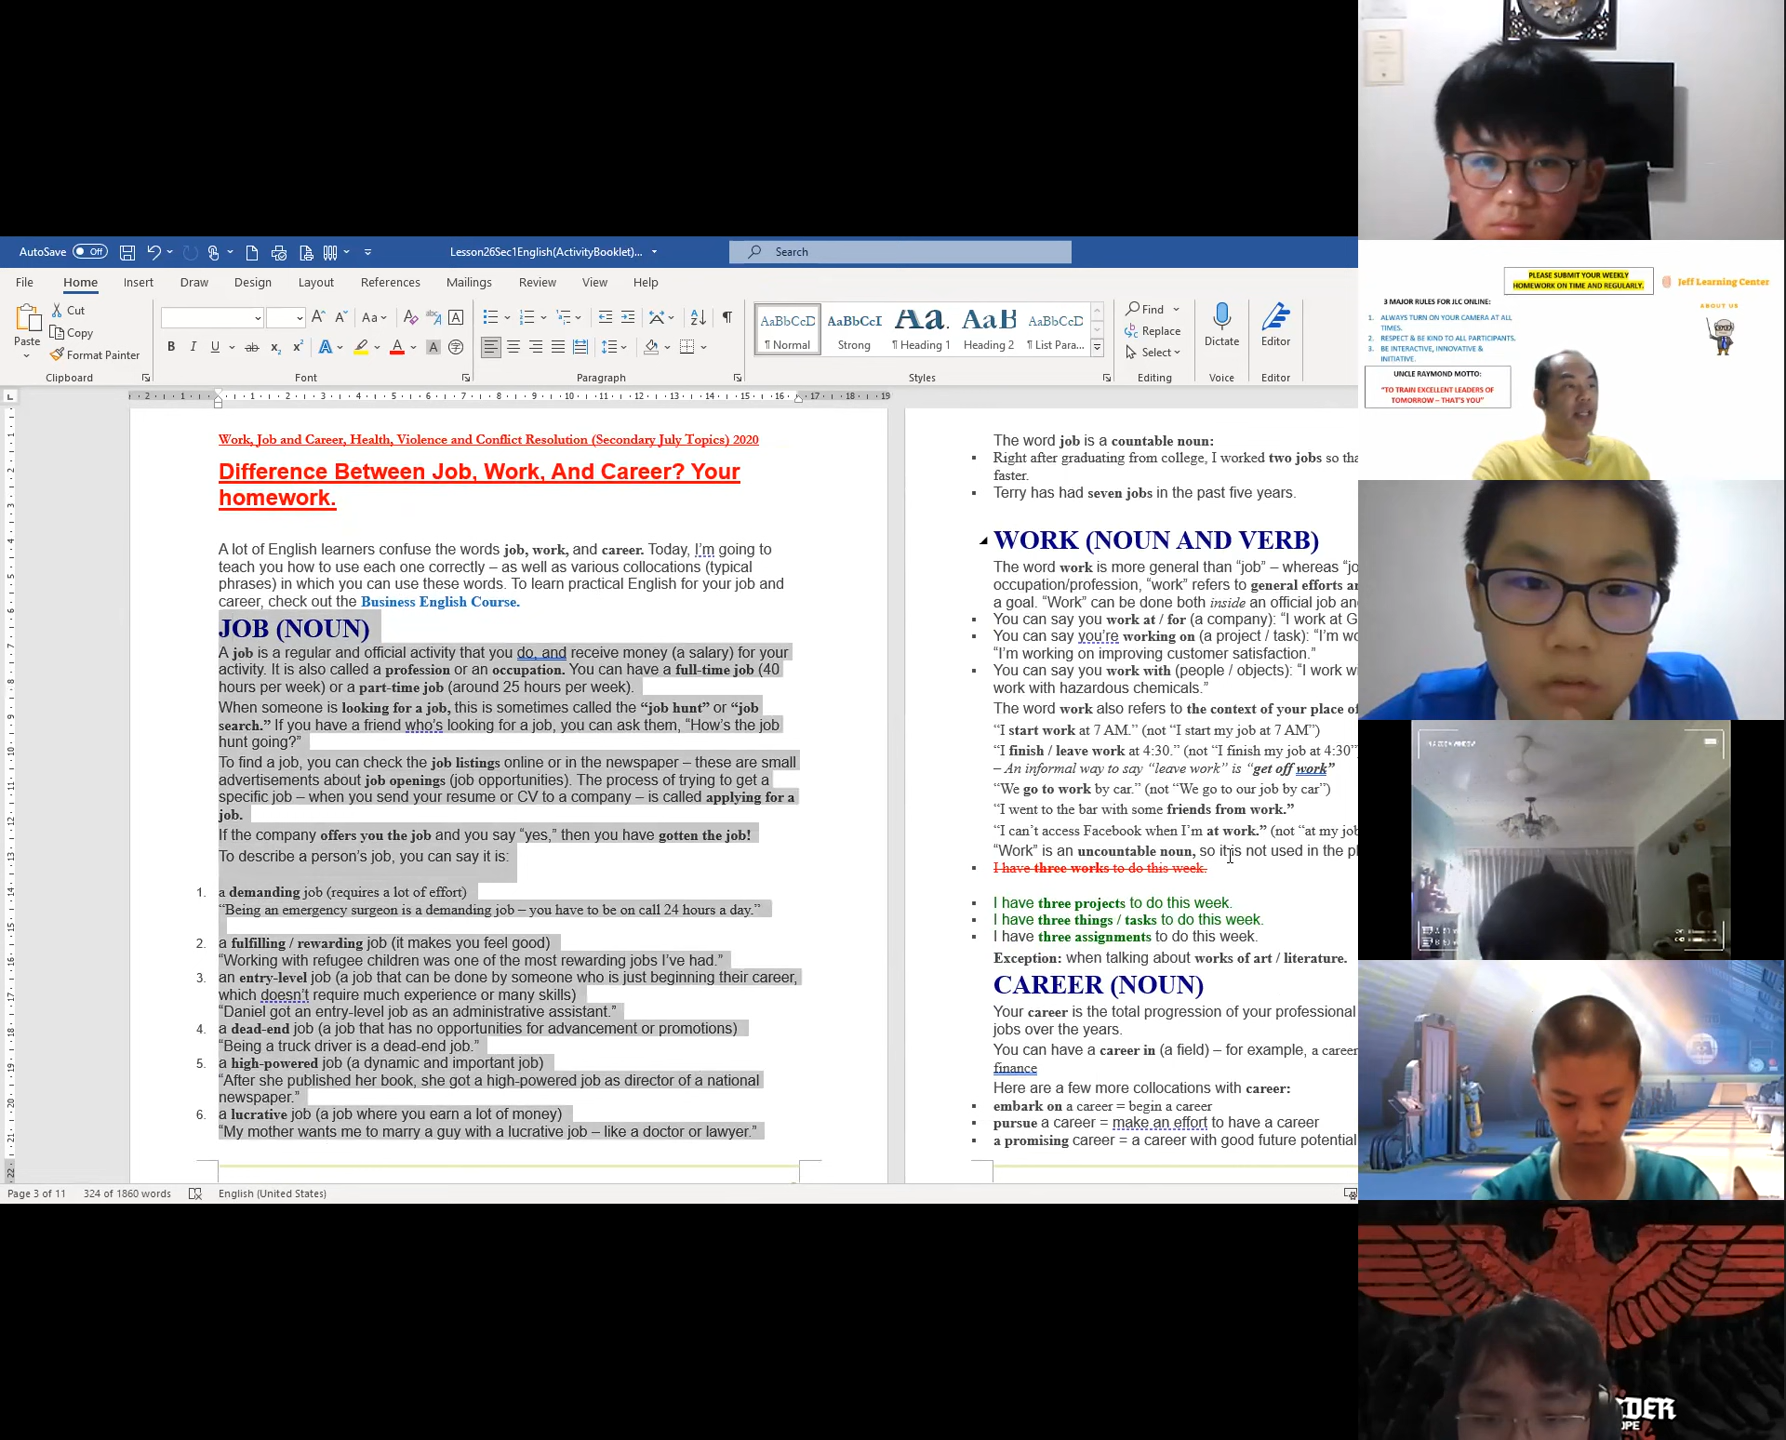 AutoSave Off
Lesson26Sec1English(ActivityBooklet)...
Search
File Home Insert Draw Design Layout References Mailings Review View Help
Paste
Cut
Copy
Format Painter
Clipboard
Aa
B I U
Font
Paragraph
AaBbCcD AaBbCcI Aa. AaB AaBbCcD
¶ Normal Strong ¶ Heading 1 Heading 2 ¶ List Para...
Styles
Find
Replace
Select
Editing
Dictate
Voice
Editor
Editor
Work, Job and Career, Health, Violence and Conflict Resolution (Secondary July Topics) 2020
Difference Between Job, Work, And Career? Your
homework.
A lot of English learners confuse the words job, work, and career. Today, I'm going to
teach you how to use each one correctly – as well as various collocations (typical
phrases) in which you can use these words. To learn practical English for your job and
career, check out the Business English Course.
JOB (NOUN)
A job is a regular and official activity that you do, and receive money (a salary) for your
activity. It is also called a profession or an occupation. You can have a full-time job (40
hours per week) or a part-time job (around 25 hours per week).
When someone is looking for a job, this is sometimes called the “job hunt” or “job
search.” If you have a friend who's looking for a job, you can ask them, “How's the job
hunt going?”
To find a job, you can check the job listings online or in the newspaper – these are small
advertisements about job openings (job opportunities). The process of trying to get a
specific job – when you send your resume or CV to a company – is called applying for a
job.
If the company offers you the job and you say “yes,” then you have gotten the job!
To describe a person's job, you can say it is:
1. a demanding job (requires a lot of effort)
“Being an emergency surgeon is a demanding job – you have to be on call 24 hours a day.”
2. a fulfilling / rewarding job (it makes you feel good)
“Working with refugee children was one of the most rewarding jobs I've had.”
3. an entry-level job (a job that can be done by someone who is just beginning their career,
which doesn't require much experience or many skills)
“Daniel got an entry-level job as an administrative assistant.”
4. a dead-end job (a job that has no opportunities for advancement or promotions)
“Being a truck driver is a dead-end job.”
5. a high-powered job (a dynamic and important job)
“After she published her book, she got a high-powered job as director of a national
newspaper.”
6. a lucrative job (a job where you earn a lot of money)
“My mother wants me to marry a guy with a lucrative job – like a doctor or lawyer.”
The word job is a countable noun:
▪ Right after graduating from college, I worked two jobs so tha
faster.
▪ Terry has had seven jobs in the past five years.
WORK (NOUN AND VERB)
The word work is more general than “job” – whereas “jo
occupation/profession, “work” refers to general efforts a
a goal. “Work” can be done both inside an official job and
▪ You can say you work at / for (a company): “I work at G
▪ You can say you're working on (a project / task): “I'm wo
“I'm working on improving customer satisfaction.”
▪ You can say you work with (people / objects): “I work w
work with hazardous chemicals.”
The word work also refers to the context of your place of
“I start work at 7 AM.” (not “I start my job at 7 AM”)
“I finish / leave work at 4:30.” (not “I finish my job at 4:30”
– An informal way to say “leave work” is “get off work”
“We go to work by car.” (not “We go to our job by car”)
“I went to the bar with some friends from work.”
“I can't access Facebook when I'm at work.” (not “at my job
“Work” is an uncountable noun, so it is not used in the pl
▪ I have three works to do this week.
▪ I have three projects to do this week.
▪ I have three things / tasks to do this week.
▪ I have three assignments to do this week.
Exception: when talking about works of art / literature.
CAREER (NOUN)
Your career is the total progression of your professional
jobs over the years.
You can have a career in (a field) – for example, a career
finance
Here are a few more collocations with career:
▪ embark on a career = begin a career
▪ pursue a career = make an effort to have a career
▪ a promising career = a career with good future potential
Page 3 of 11 324 of 1860 words English (United States)
PLEASE SUBMIT YOUR WEEKLY
HOMEWORK ON TIME AND REGULARLY.
Jeff Learning Center
ABOUT US
3 MAJOR RULES FOR JLC ONLINE:
1. ALWAYS TURN ON YOUR CAMERA AT ALL
TIMES.
2. RESPECT & BE KIND TO ALL PARTICIPANTS.
3. BE INTERACTIVE, INNOVATIVE &
INITIATIVE.
UNCLE RAYMOND MOTTO:
“TO TRAIN EXCELLENT LEADERS OF
TOMORROW – THAT'S YOU”